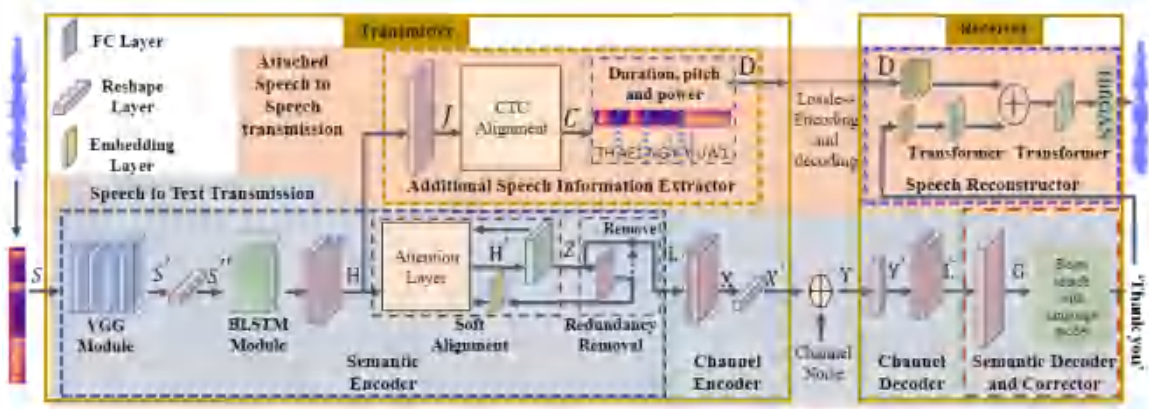 Transmitter
Receiver
FC Layer
Reshape
Layer
Embedding
Layer
Attached
Speech to
Speech
transmission
J
CTC
Alignment
C
Duration, pitch
and power
D
Additional Speech Information Extractor
Lossless
Encoding
and
decoding
D
Transformer
Transformer
HIFIGAN
Speech Reconstructor
Speech to Text Transmission
S
VGG
Module
S'
S''
BLSTM
Module
H
Attention
Layer
H'
Soft
Alignment
Z
Remove
Redundancy
Removal
Semantic
Encoder
L
X
X'
Channel
Encoder
Channel
Noise
Y
Y'
Channel
Decoder
G
Beam
search
with
language
model
Semantic Decoder
and Corrector
'Thank you'